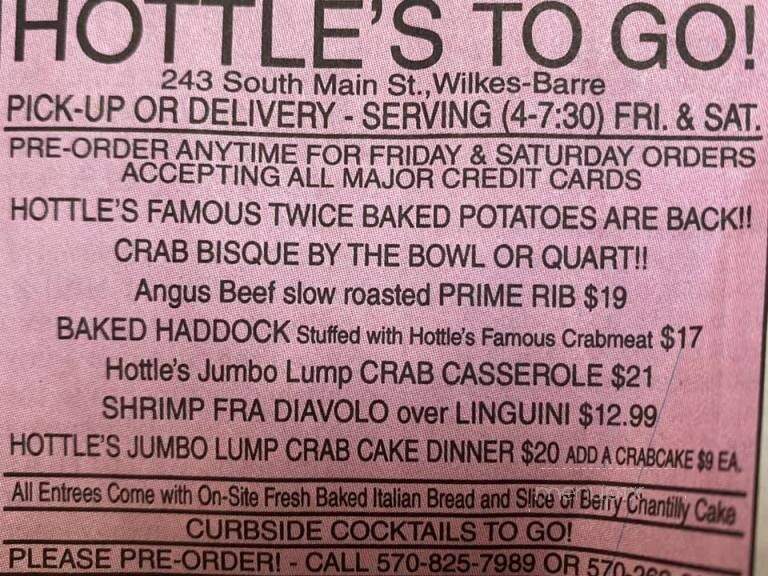 HOTTLE'S TO GO!
243 South Main St.,Wilkes-Barre
PICK-UP OR DELIVERY - SERVING (4-7:30) FRI. & SAT.
PRE-ORDER ANYTIME FOR FRIDAY & SATURDAY ORDERS
ACCEPTING ALL MAJOR CREDIT CARDS
HOTTLE'S FAMOUS TWICE BAKED POTATOES ARE BACK!!
CRAB BISQUE BY THE BOWL OR QUART!!
Angus Beef slow roasted PRIME RIB $19
BAKED HADDOCK Stuffed with Hottle's Famous Crabmeat $17
Hottle's Jumbo Lump CRAB CASSEROLE $21
SHRIMP FRA DIAVOLO over LINGUINI $12.99
HOTTLE'S JUMBO LUMP CRAB CAKE DINNER $20 ADD A CRABCAKE $9 EA.
All Entrees Come with On-Site Fresh Baked Italian Bread and Slice of Berry Chantilly Cake
CURBSIDE COCKTAILS TO GO!
PLEASE PRE-ORDER! - CALL 570-825-7989 OR